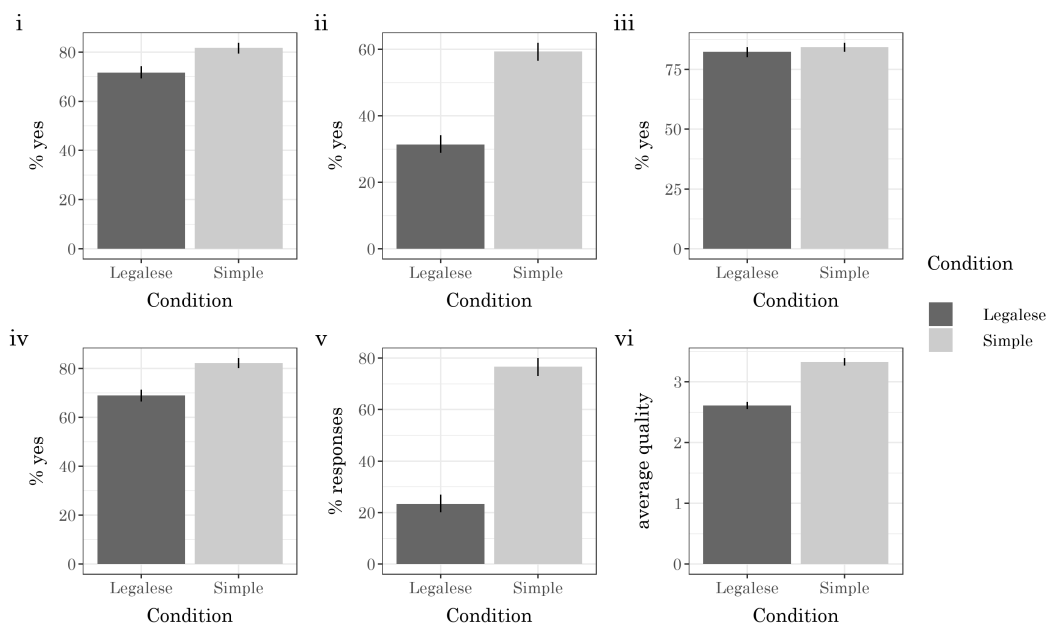 i
% yes
80
60
40
20
0
Legalese Simple
Condition
ii
% yes
60
40
20
0
Legalese Simple
Condition
iii
% yes
75
50
25
0
Legalese Simple
Condition
iv
% yes
80
60
40
20
0
Legalese Simple
Condition
v
% responses
80
60
40
20
0
Legalese Simple
Condition
vi
average quality
3
2
1
0
Legalese Simple
Condition
Condition
Legalese
Simple